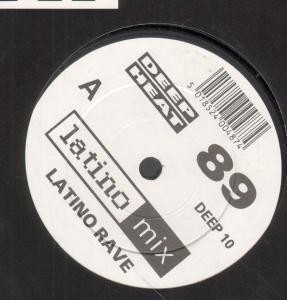 DEEP
HEAT
5 018524 004874
A
89
DEEP 10
latino
mix
LATINO RAVE